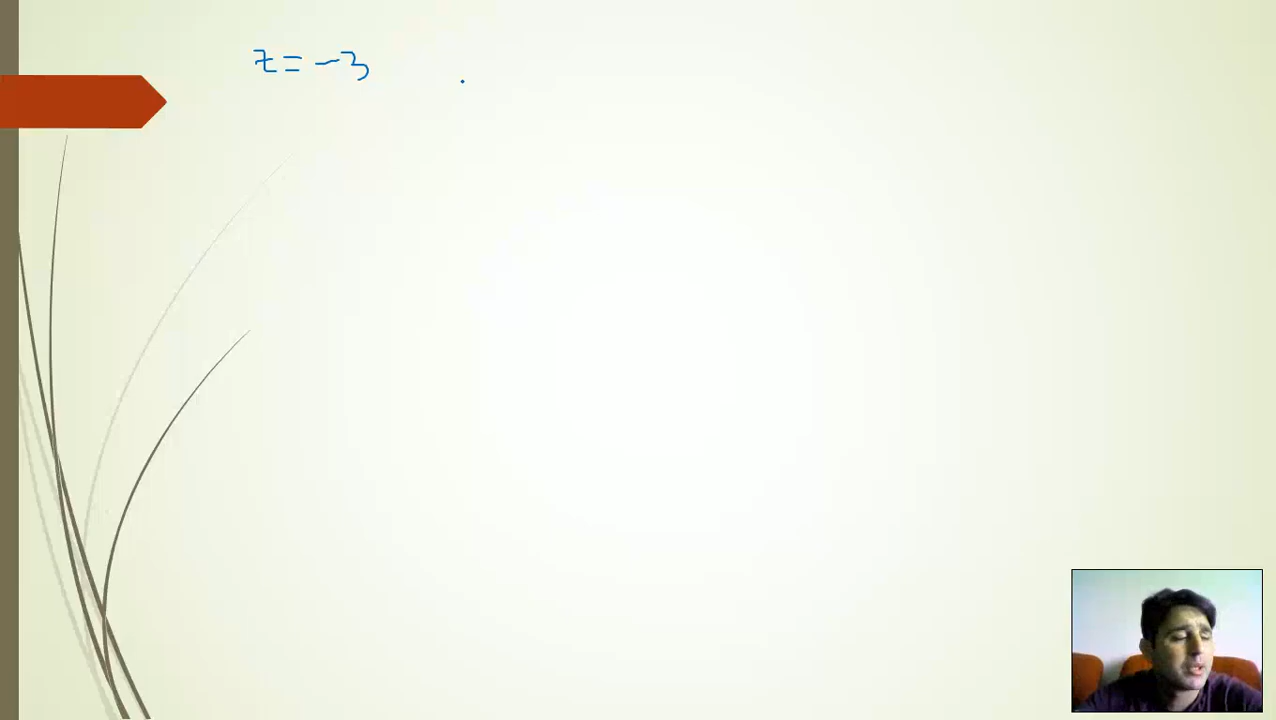 z = -3